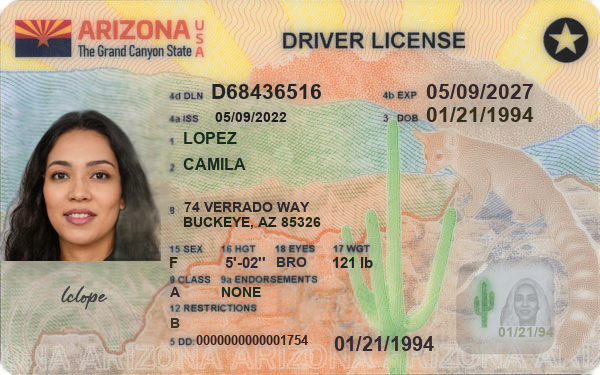 ARIZONA USA
The Grand Canyon State
DRIVER LICENSE
4d DLN D68436516
4b EXP 05/09/2027
4a ISS 05/09/2022
3 DOB 01/21/1994
1 LOPEZ
2 CAMILA
8 74 VERRADO WAY
BUCKEYE, AZ 85326
15 SEX 16 HGT 18 EYES 17 WGT
F 5'-02" BRO 121 lb
9 CLASS 9a ENDORSEMENTS
A NONE
12 RESTRICTIONS
B
5 DD: 0000000000001754
01/21/1994
01/21/94
lclope
ARIZONA ARIZONA ARIZONA ARIZONA